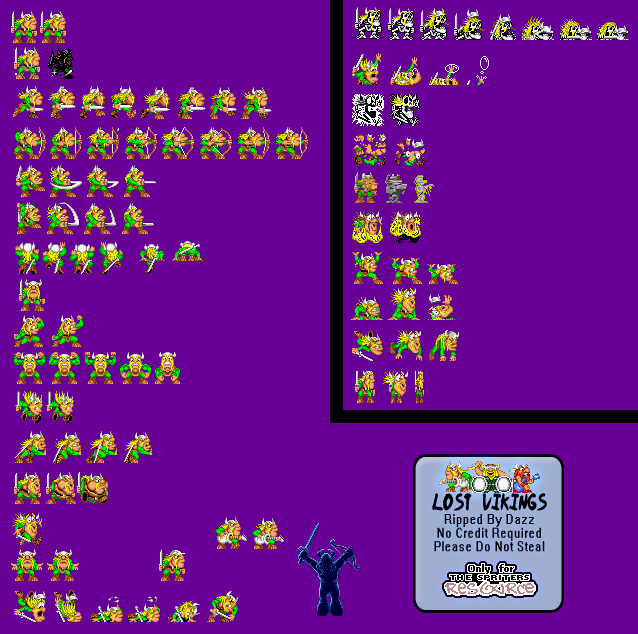 LOST VIKINGS
Ripped By Dazz
No Credit Required
Please Do Not Steal
Only for
THE SPRITERS
RESOURCE